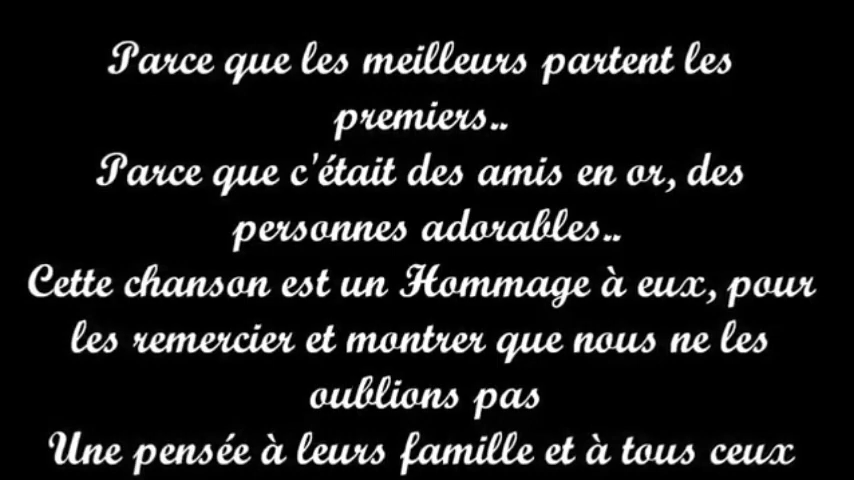 Parce que les meilleurs partent les
premiers..
Parce que c'était des amis en or, des
personnes adorables..
Cette chanson est un Hommage à eux, pour
les remercier et montrer que nous ne les
oublions pas
Une pensée à leurs famille et à tous ceux